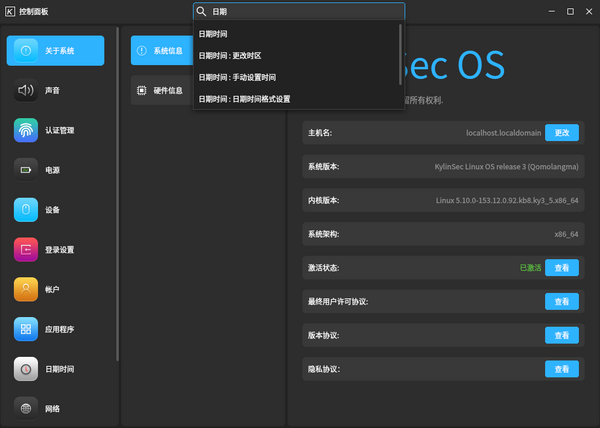 控制面板
日期
日期时间
日期时间 : 更改时区
日期时间 : 手动设置时间
日期时间 : 日期时间格式设置
关于系统
声音
认证管理
电源
设备
登录设置
帐户
应用程序
日期时间
网络
系统信息
硬件信息
Sec OS
留所有权利.
主机名:
localhost.localdomain
更改
系统版本:
KylinSec Linux OS release 3 (Qomolangma)
内核版本:
Linux 5.10.0-153.12.0.92.kb8.ky3_5.x86_64
系统架构:
x86_64
激活状态:
已激活
查看
最终用户许可协议:
查看
版本协议:
查看
隐私协议:
查看